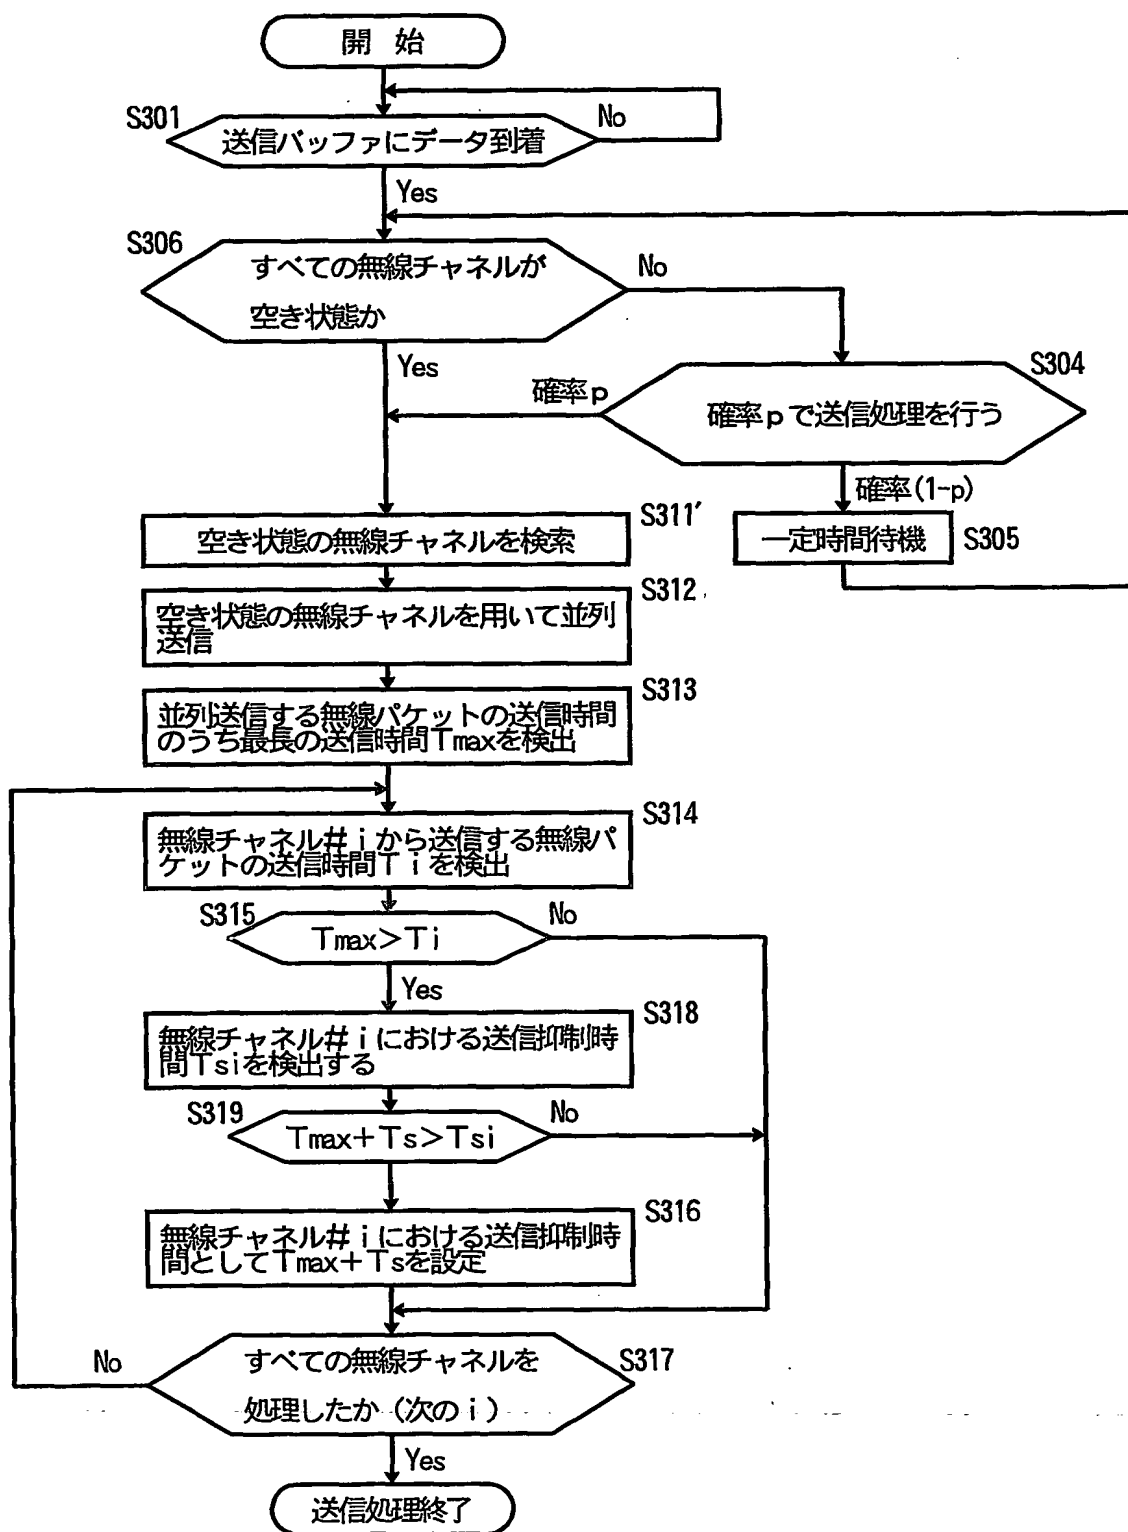 開 始
S301
送信バッファにデータ到着
No
Yes
S306
すべての無線チャネルが
空き状態か
No
Yes
S304
確率p
確率pで送信処理を行う
確率(1-p)
S311′
空き状態の無線チャネルを検索
一定時間待機
S305
S312
空き状態の無線チャネルを用いて並列
送信
S313
並列送信する無線パケットの送信時間
のうち最長の送信時間Tmaxを検出
S314
無線チャネル#iから送信する無線パ
ケットの送信時間Tiを検出
S315
Tmax>Ti
No
Yes
S318
無線チャネル#iにおける送信抑制時
間Tsiを検出する
S319
Tmax+Ts>Tsi
No
S316
無線チャネル#iにおける送信抑制時
間としてTmax+Tsを設定
No
すべての無線チャネルを
処理したか(次のi)
S317
Yes
送信処理終了